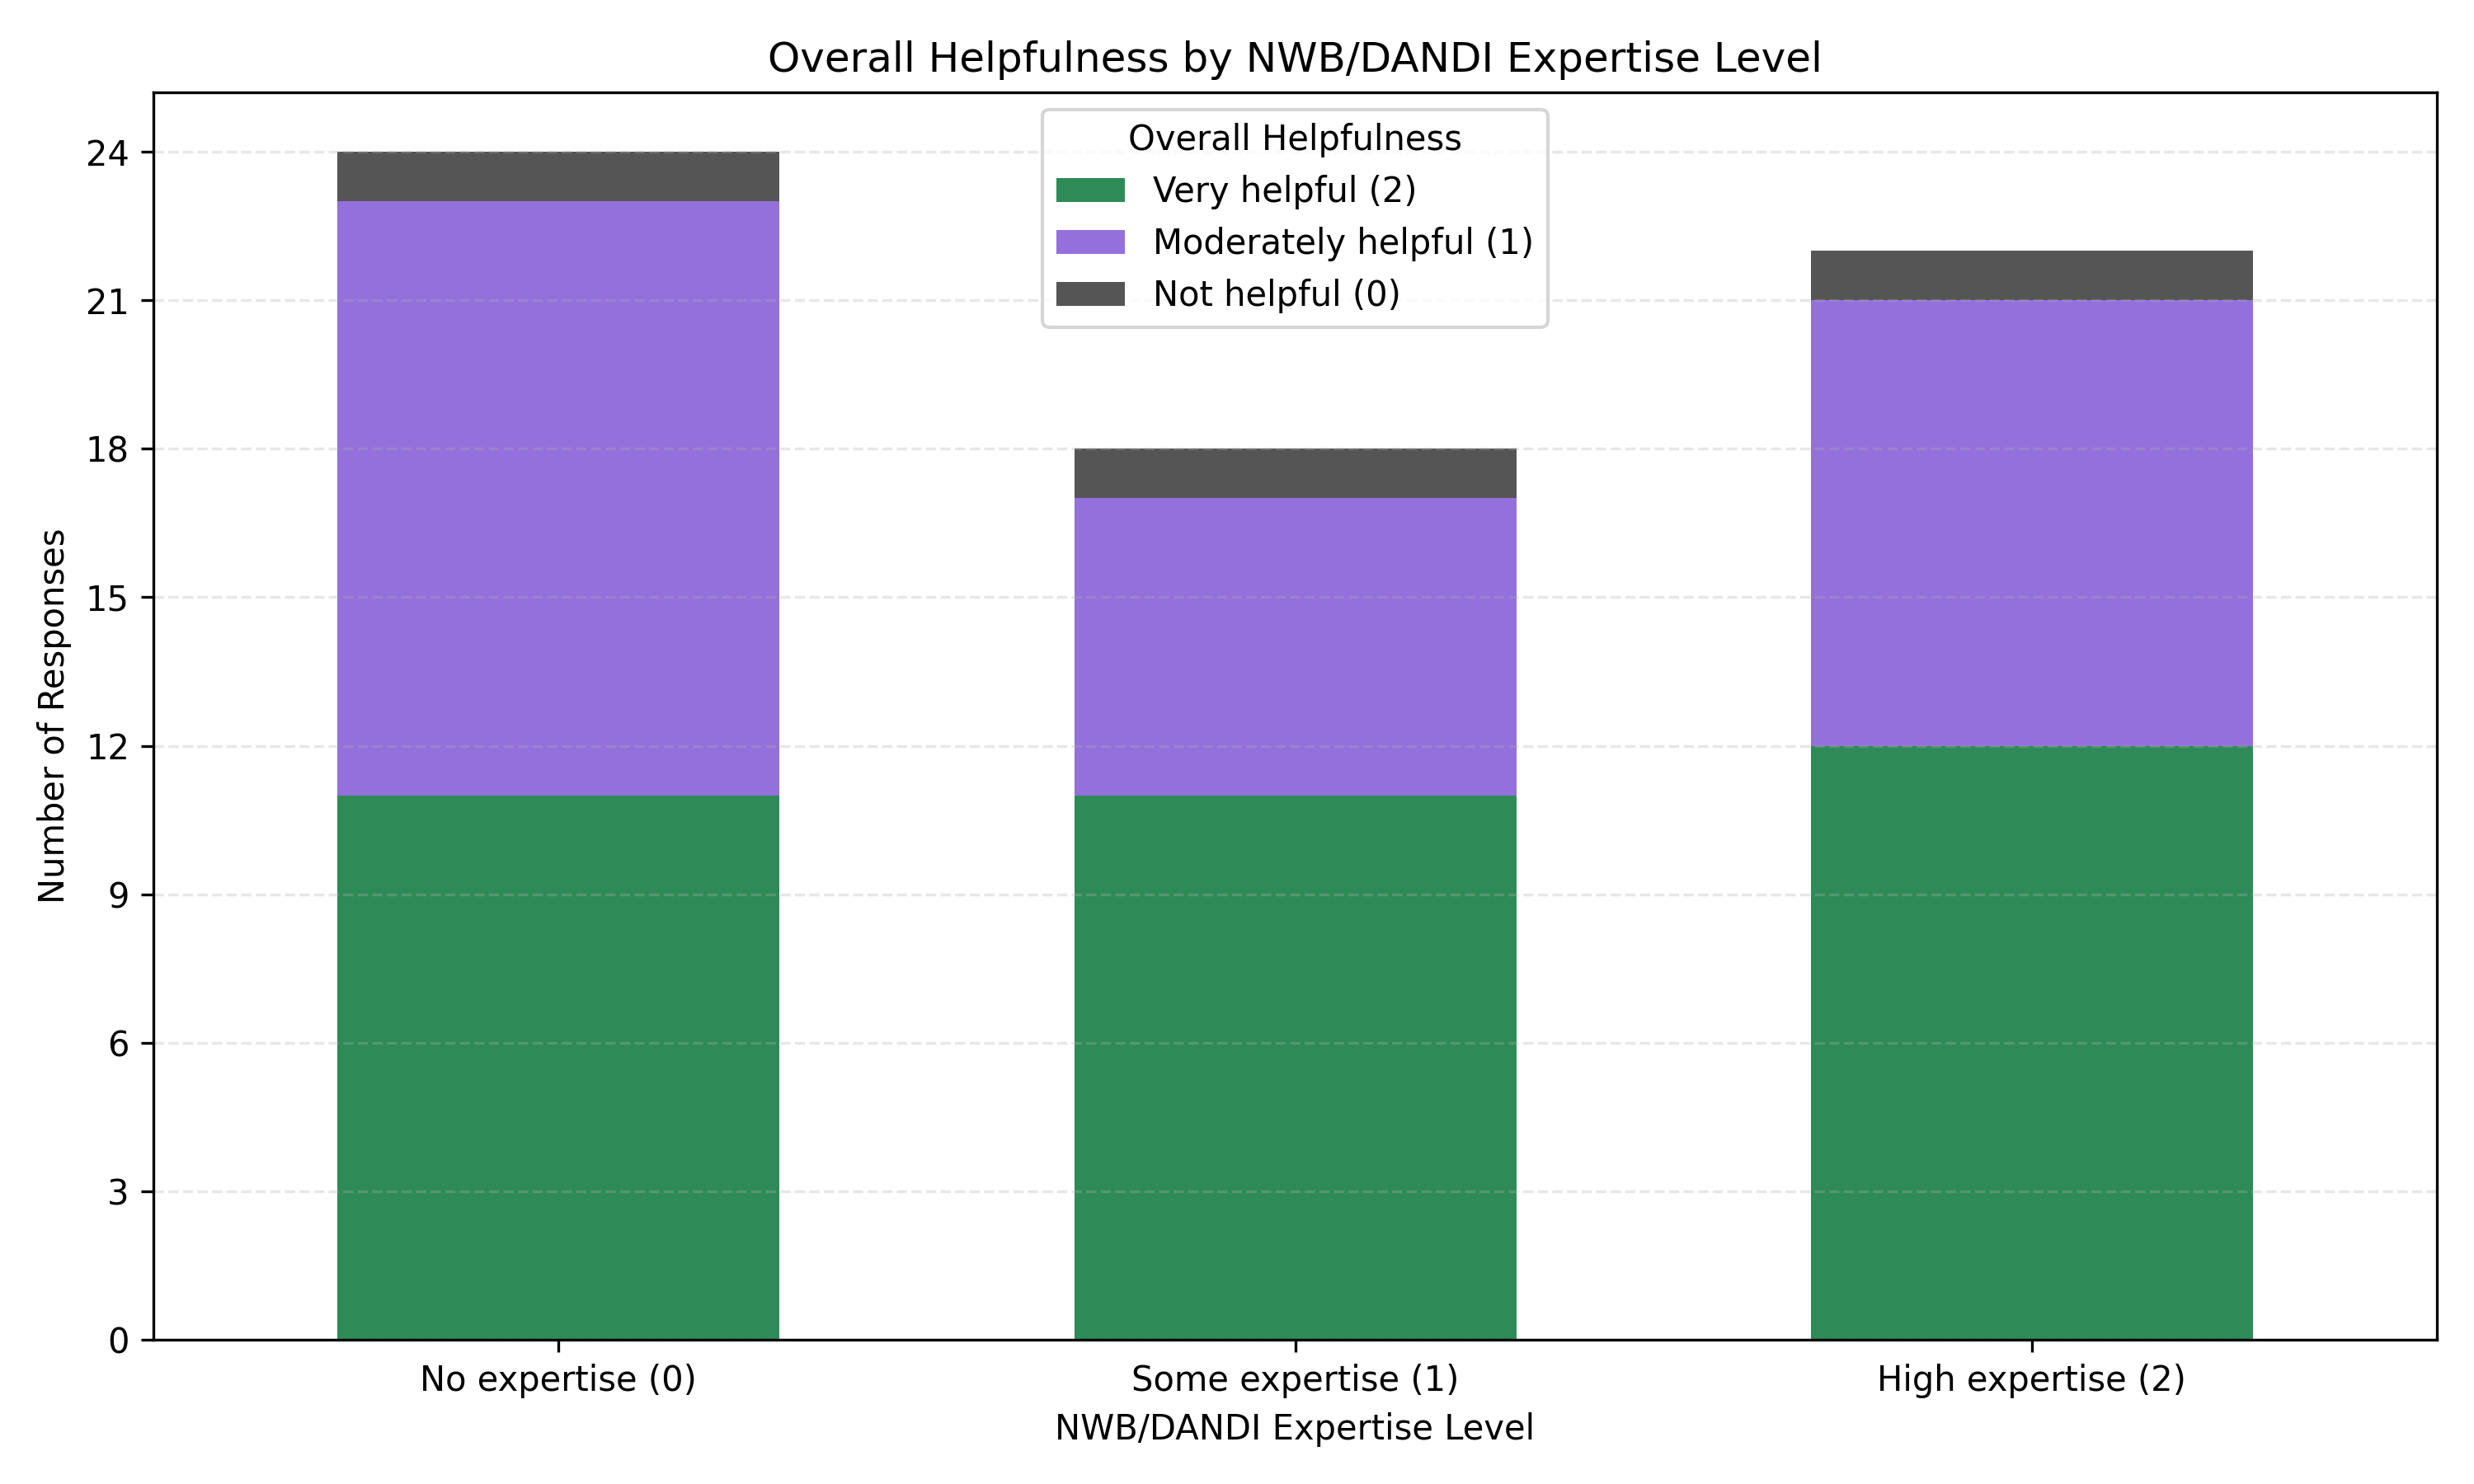 Overall Helpfulness by NWB/DANDI Expertise Level
Overall Helpfulness
Very helpful (2)
Moderately helpful (1)
Not helpful (0)
Number of Responses
24
21
18
15
12
9
6
3
0
No expertise (0)
Some expertise (1)
High expertise (2)
NWB/DANDI Expertise Level